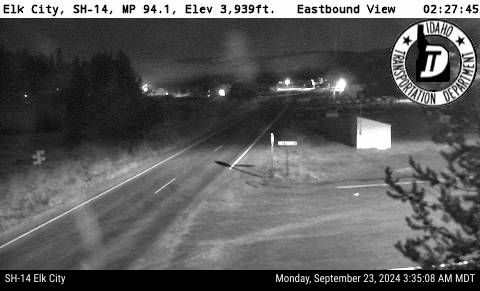 Elk City, SH-14, MP 94.1, Elev 3,939ft. Eastbound View 02:27:45
IDAHO
TRANSPORTATION DEPARTMENT
SH-14 Elk City Monday, September 23, 2024 3:35:08 AM MDT